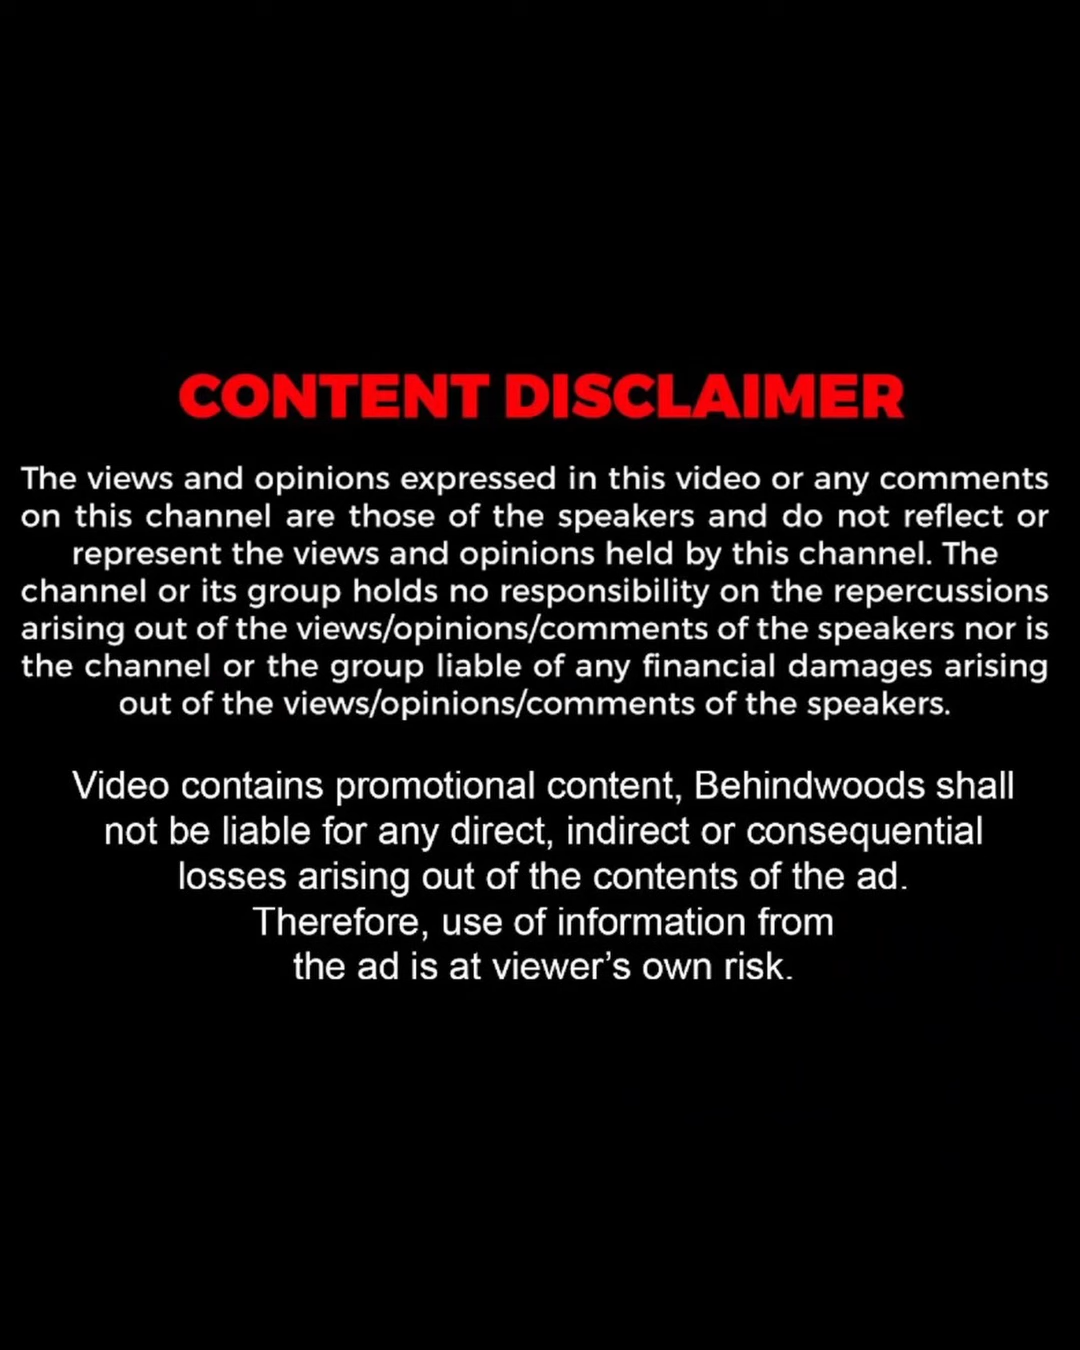 CONTENT DISCLAIMER
The views and opinions expressed in this video or any comments
on this channel are those of the speakers and do not reflect or
represent the views and opinions held by this channel. The
channel or its group holds no responsibility on the repercussions
arising out of the views/opinions/comments of the speakers nor is
the channel or the group liable of any financial damages arising
out of the views/opinions/comments of the speakers.
Video contains promotional content, Behindwoods shall
not be liable for any direct, indirect or consequential
losses arising out of the contents of the ad.
Therefore, use of information from
the ad is at viewer’s own risk.